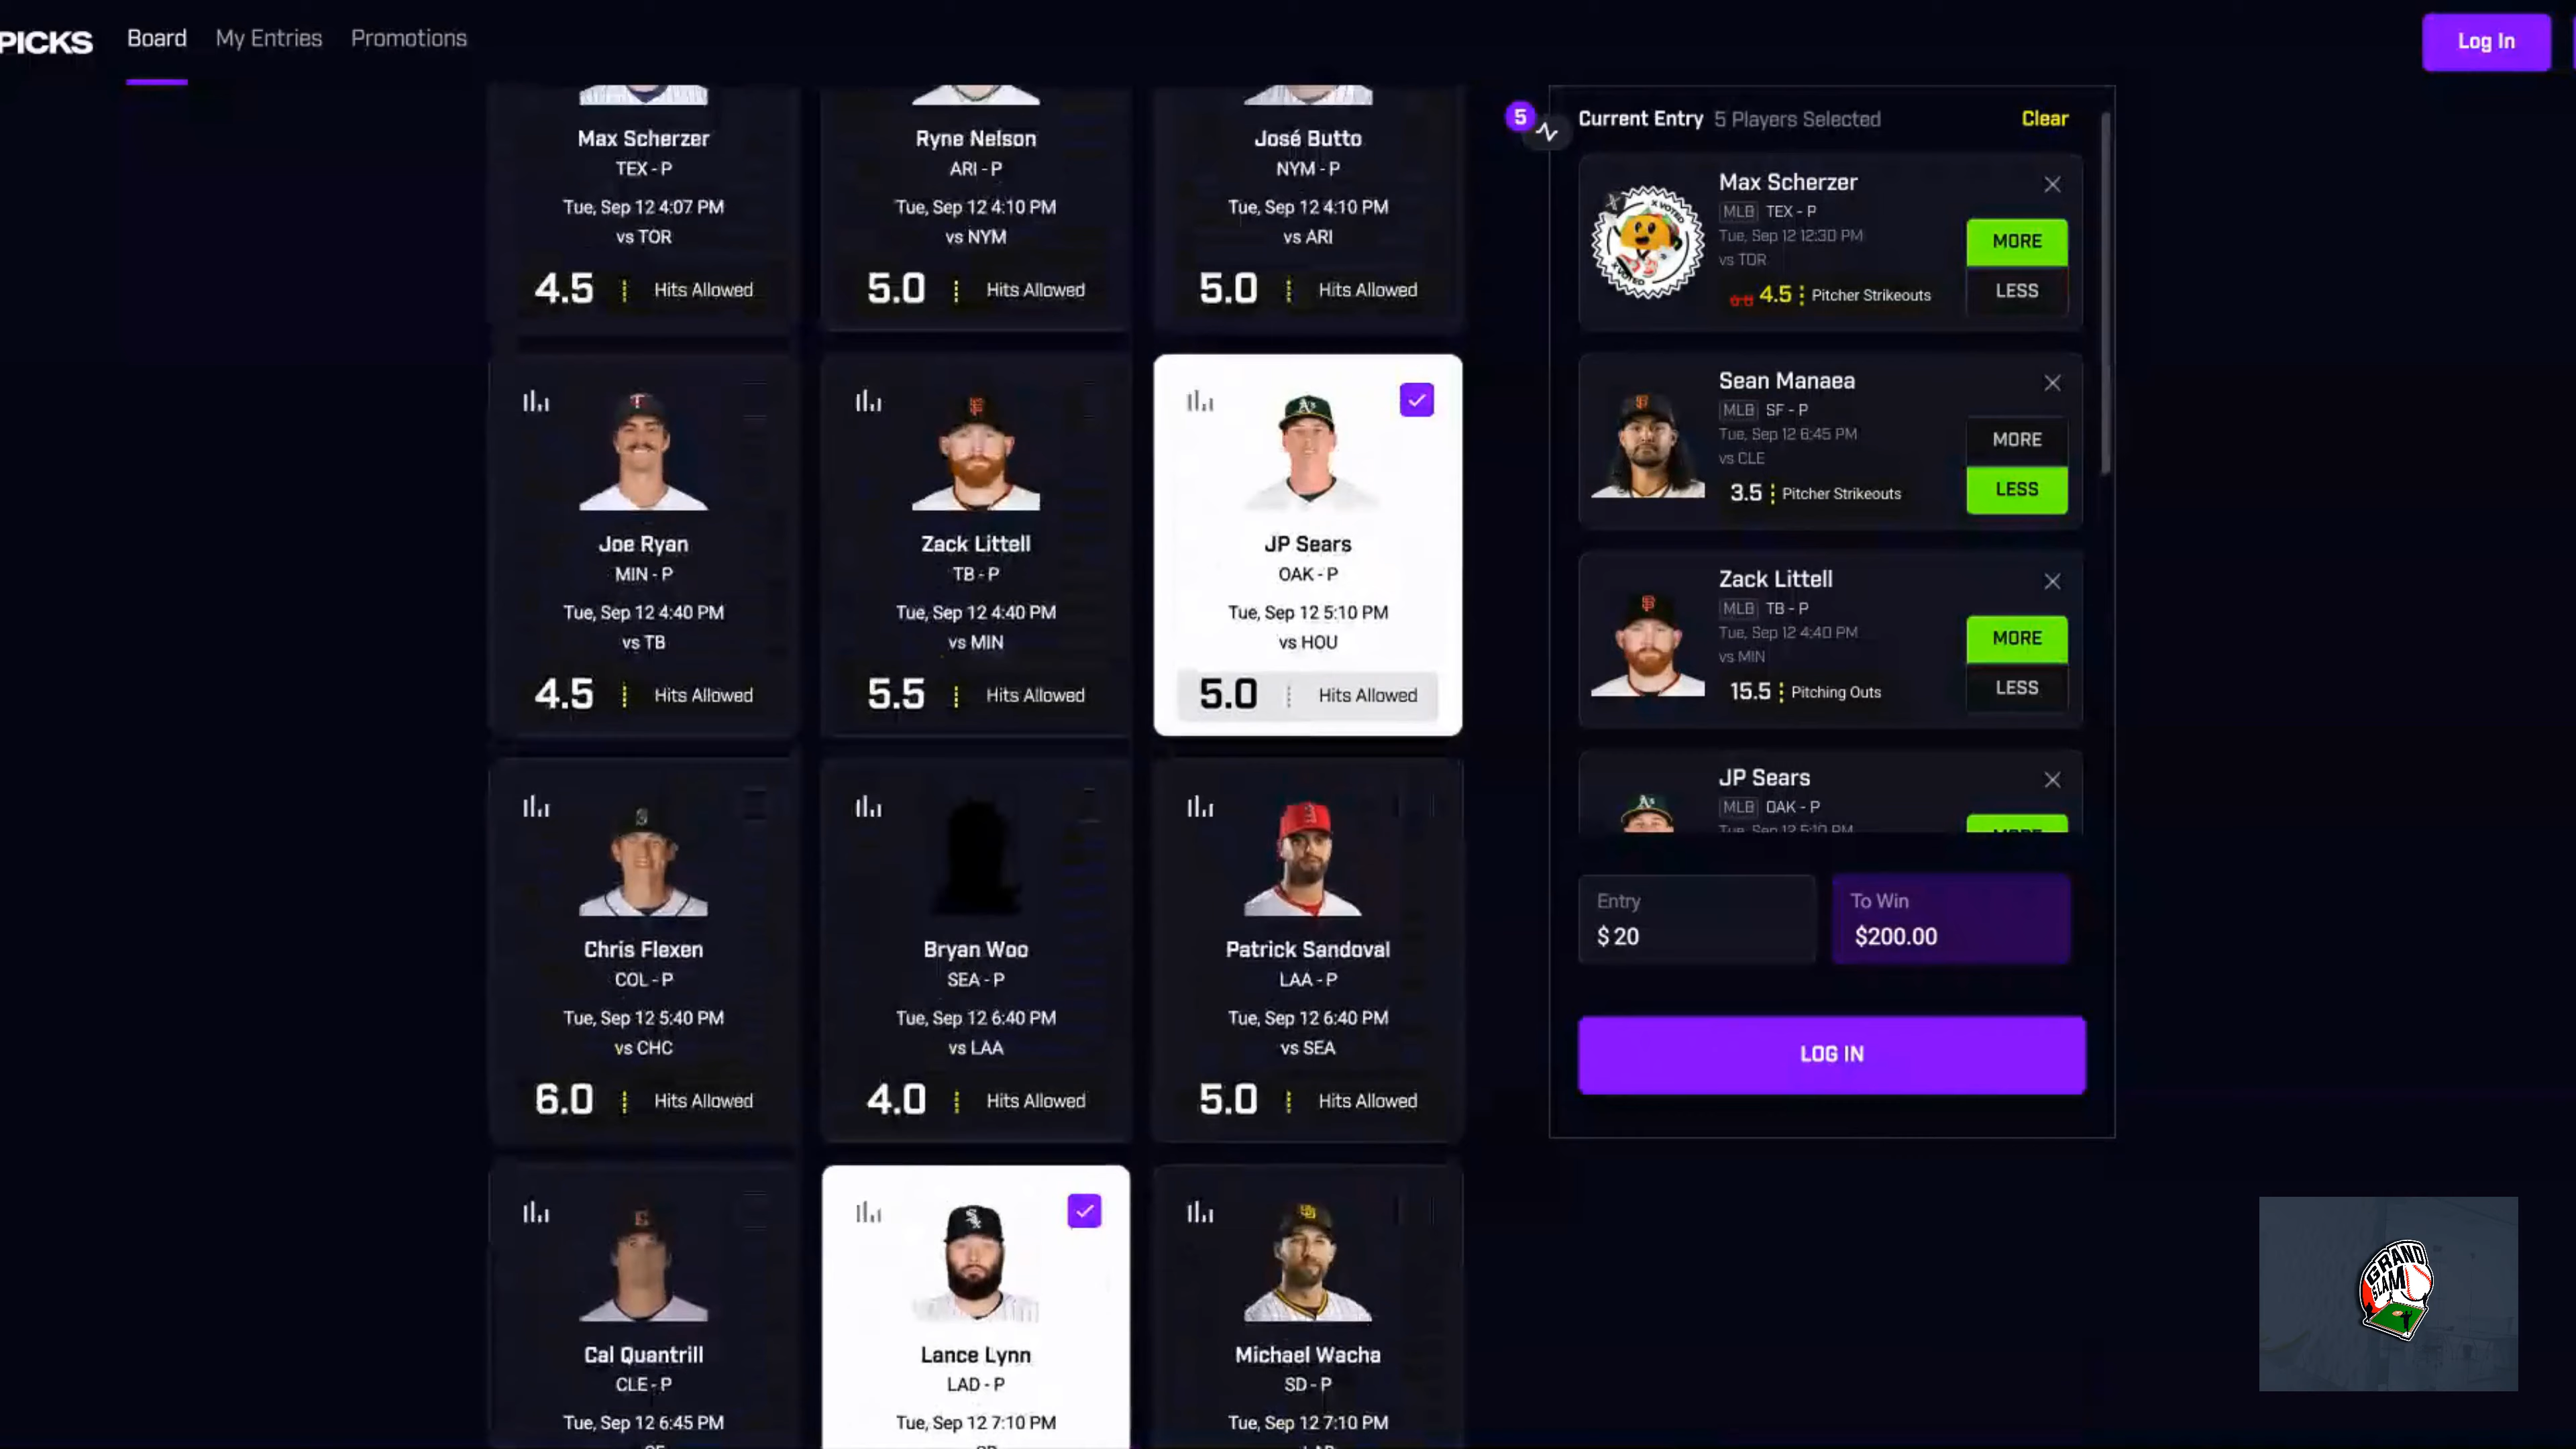 PICKS
Board
My Entries
Promotions
Log In
Max Scherzer
TEX - P
Tue, Sep 12 4:07 PM
vs TOR
4.5
Hits Allowed
Ryne Nelson
ARI - P
Tue, Sep 12 4:10 PM
vs NYM
5.0
Hits Allowed
José Butto
NYM - P
Tue, Sep 12 4:10 PM
vs ARI
5.0
Hits Allowed
Joe Ryan
MIN - P
Tue, Sep 12 4:40 PM
vs TB
4.5
Hits Allowed
Zack Littell
TB - P
Tue, Sep 12 4:40 PM
vs MIN
5.5
Hits Allowed
JP Sears
OAK - P
Tue, Sep 12 5:10 PM
vs HOU
5.0
Hits Allowed
Chris Flexen
COL - P
Tue, Sep 12 5:40 PM
vs CHC
6.0
Hits Allowed
Bryan Woo
SEA - P
Tue, Sep 12 6:40 PM
vs LAA
4.0
Hits Allowed
Patrick Sandoval
LAA - P
Tue, Sep 12 6:40 PM
vs SEA
5.0
Hits Allowed
Cal Quantrill
CLE - P
Tue, Sep 12 6:45 PM
Lance Lynn
LAD - P
Tue, Sep 12 7:10 PM
Michael Wacha
SD - P
Tue, Sep 12 7:10 PM
5
Current Entry 5 Players Selected
Clear
X VOTED
X VOTED
Max Scherzer
MLB TEX - P
Tue, Sep 12 12:30 PM
vs TOR
4.5 Pitcher Strikeouts
MORE
LESS
Sean Manaea
MLB SF - P
Tue, Sep 12 6:45 PM
vs CLE
3.5 Pitcher Strikeouts
MORE
LESS
Zack Littell
MLB TB - P
Tue, Sep 12 4:40 PM
vs MIN
15.5 Pitching Outs
MORE
LESS
JP Sears
MLB OAK - P
Tue, Sep 12 5:10 PM
MORE
Entry
$ 20
To Win
$200.00
LOG IN
GRAND
SLAM